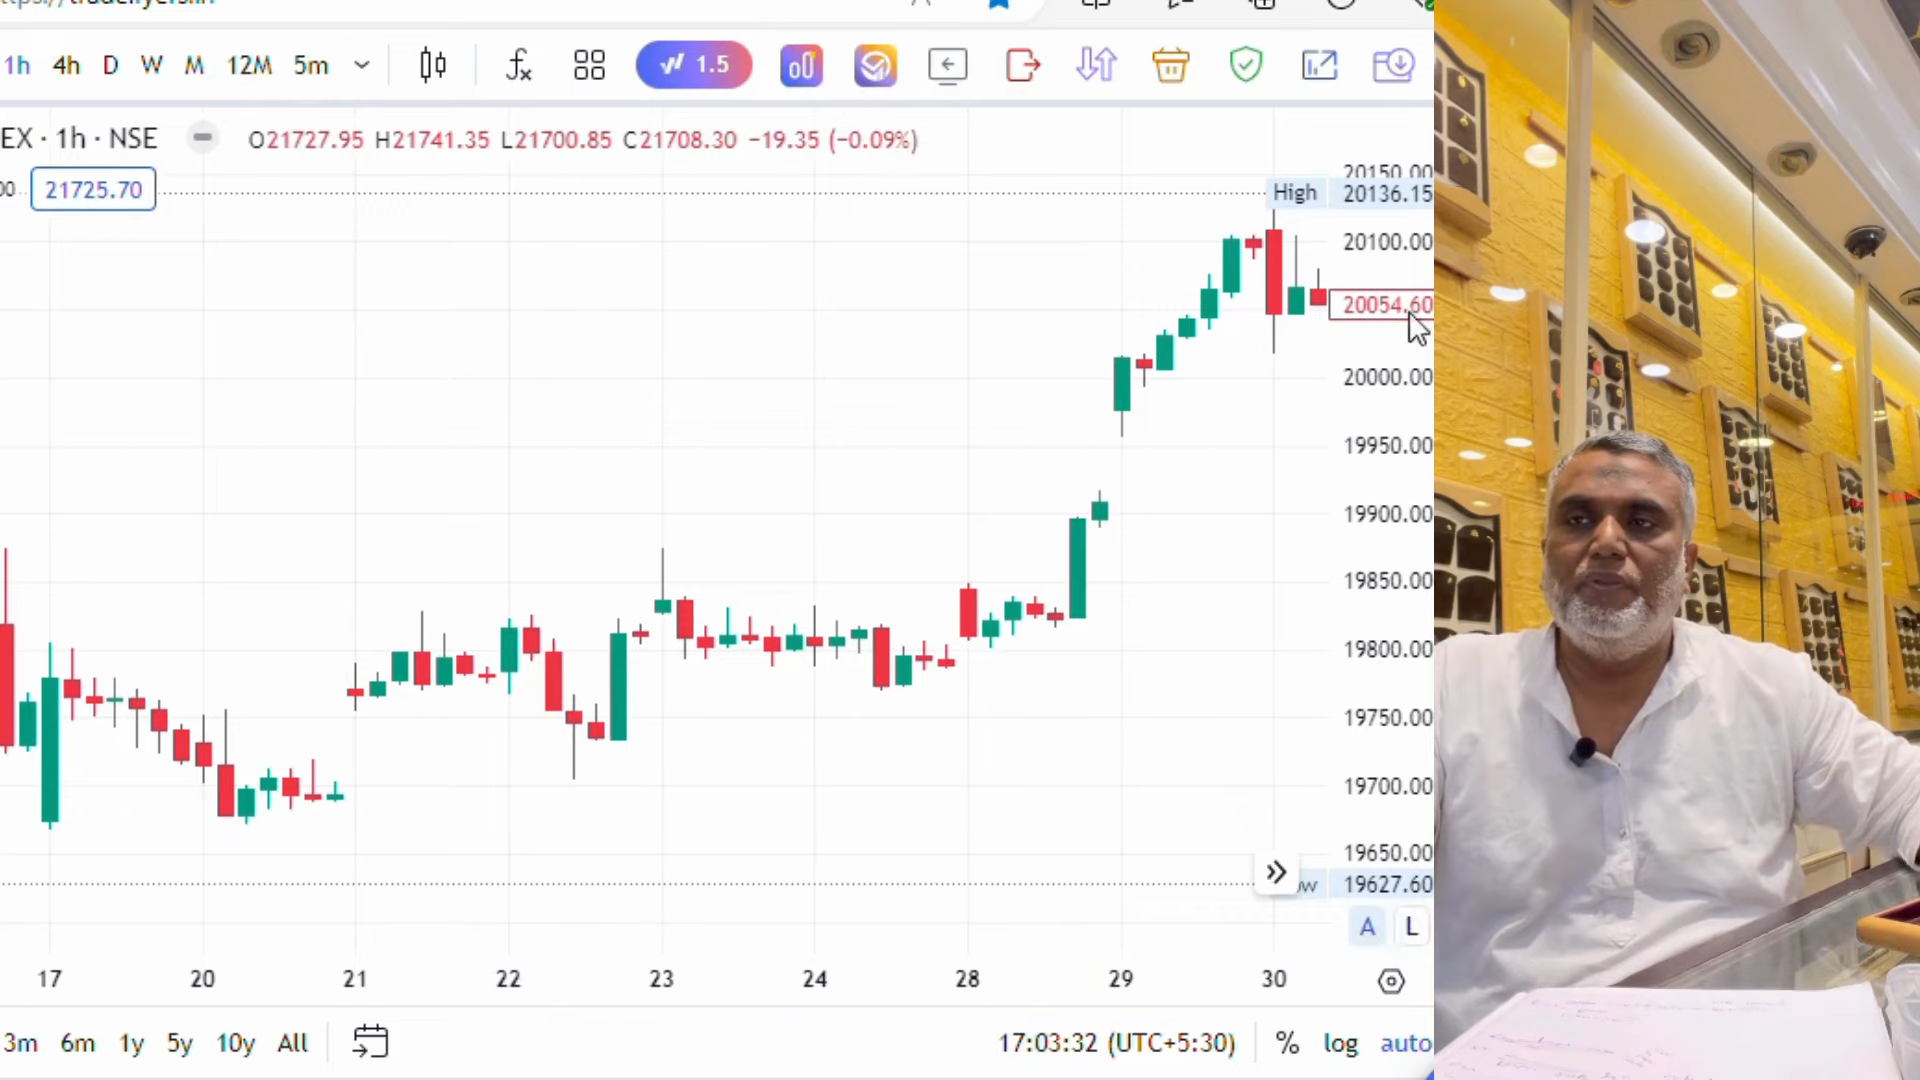 1h 4h D W M 12M 5m fx 1.5
EX · 1h · NSE O21727.95 H21741.35 L21700.85 C21708.30 −19.35 (−0.09%)
00 21725.70
20150.00
High 20136.15
20100.00
20054.60
20000.00
19950.00
19900.00
19850.00
19800.00
19750.00
19700.00
19650.00
19627.60
A L
17 20 21 22 23 24 28 29 30
3m 6m 1y 5y 10y All 17:03:32 (UTC+5:30) % log auto